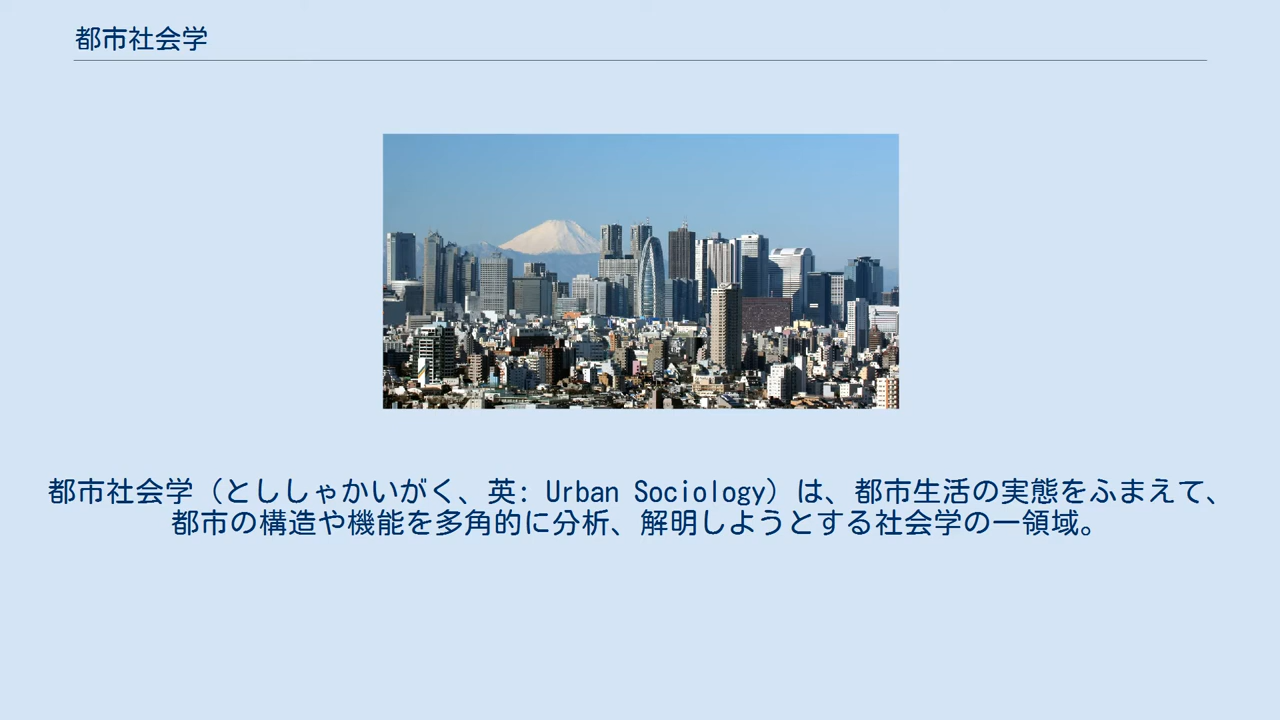 都市社会学
都市社会学（とししゃかいがく、英: Urban Sociology）は、都市生活の実態をふまえて、
都市の構造や機能を多角的に分析、解明しようとする社会学の一領域。